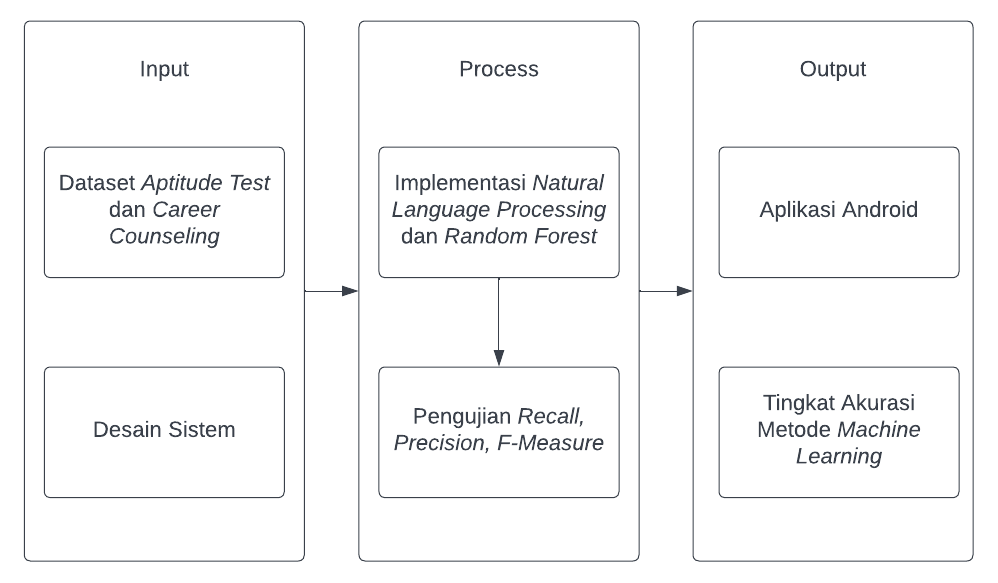 Input
Dataset Aptitude Test
dan Career
Counseling
Desain Sistem
Process
Implementasi Natural
Language Processing
dan Random Forest
Pengujian Recall,
Precision, F-Measure
Output
Aplikasi Android
Tingkat Akurasi
Metode Machine
Learning